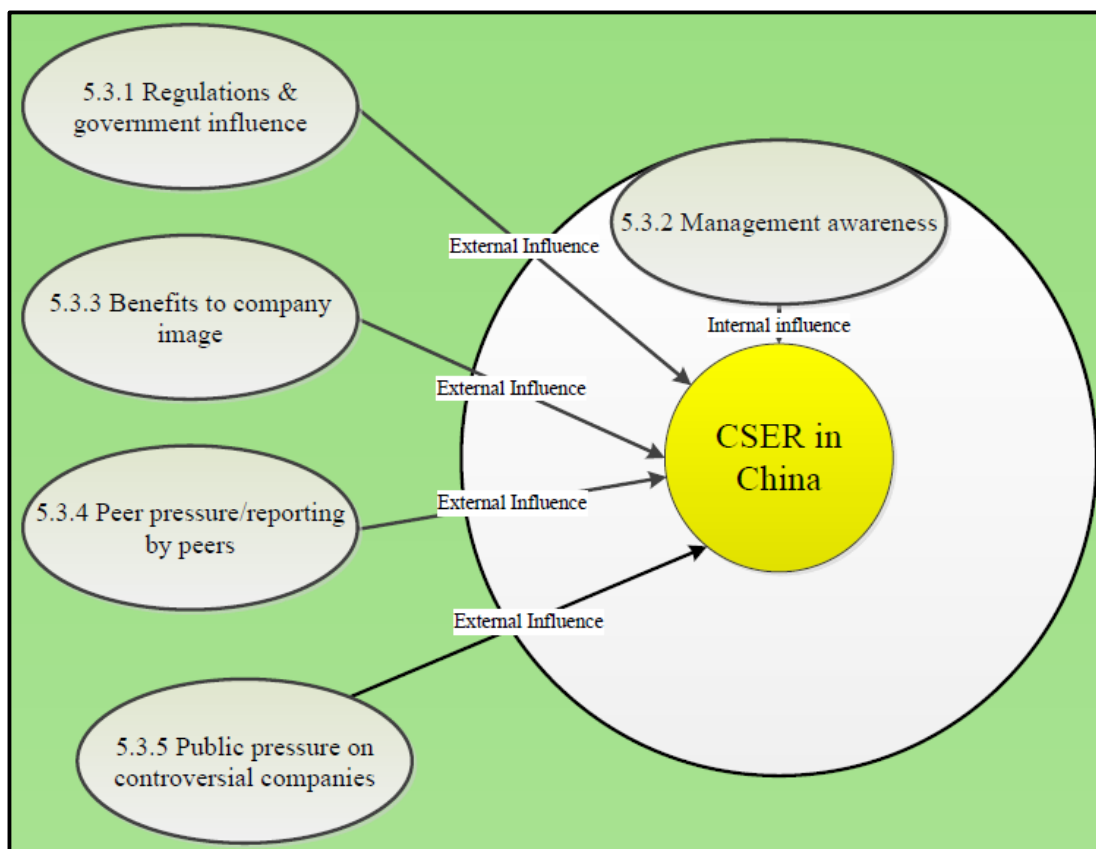 5.3.1 Regulations &
government influence
5.3.2 Management awareness
External Influence
5.3.3 Benefits to company
image
Internal influence
External Influence
CSER in
China
5.3.4 Peer pressure/reporting
by peers
External Influence
External Influence
5.3.5 Public pressure on
controversial companies